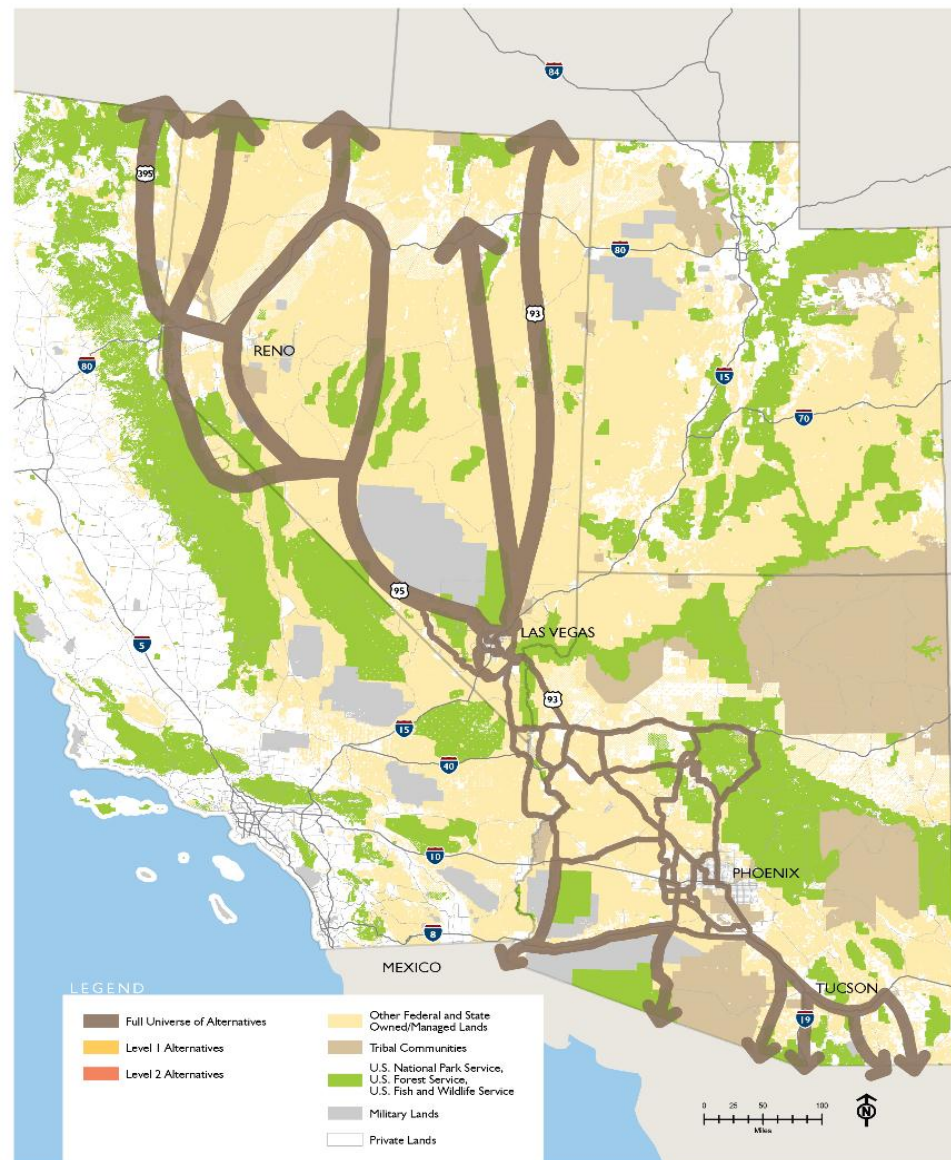 84
395
80
93
RENO
80
15
70
95
LAS VEGAS
5
93
15
40
10
PHOENIX
8
MEXICO
TUCSON
19
LEGEND
Full Universe of Alternatives
Level 1 Alternatives
Level 2 Alternatives
Other Federal and State
Owned/Managed Lands
Tribal Communities
U.S. National Park Service,
U.S. Forest Service,
U.S. Fish and Wildlife Service
Military Lands
Private Lands
0 25 50 100
Miles
N